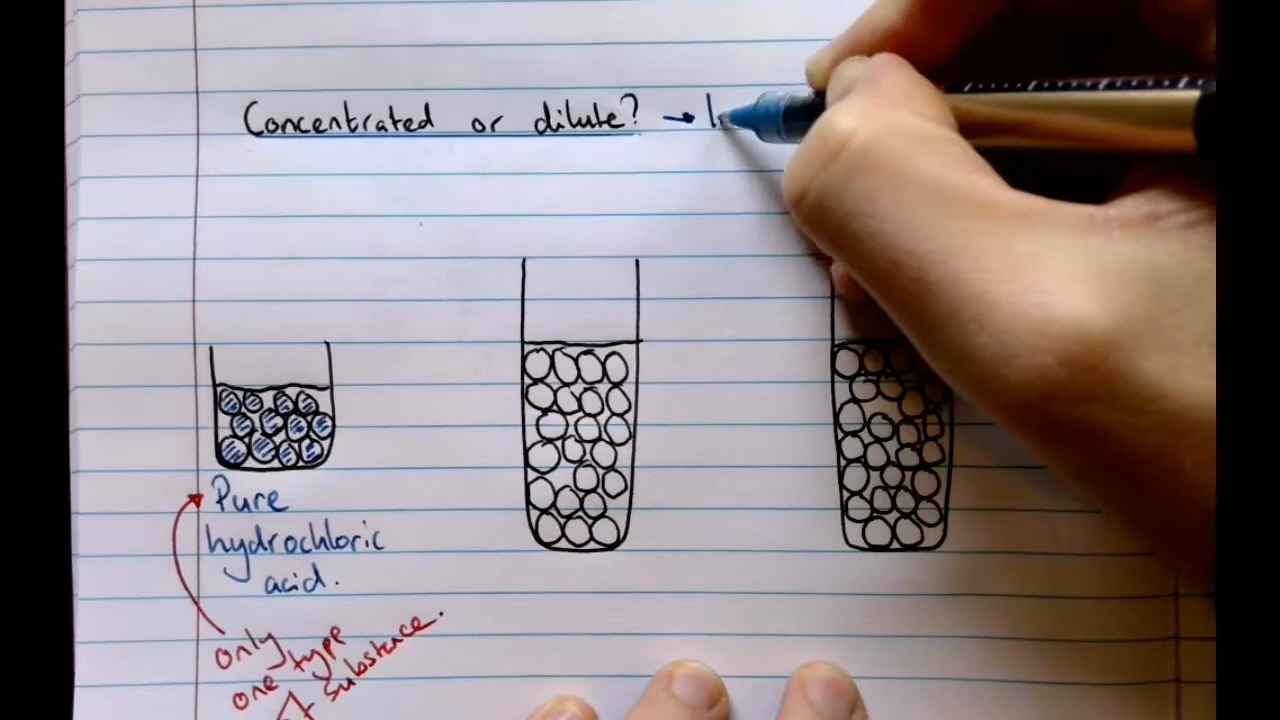 Concentrated or dilute? →
Pure
hydrochloric
acid.
only
one type
of substance.